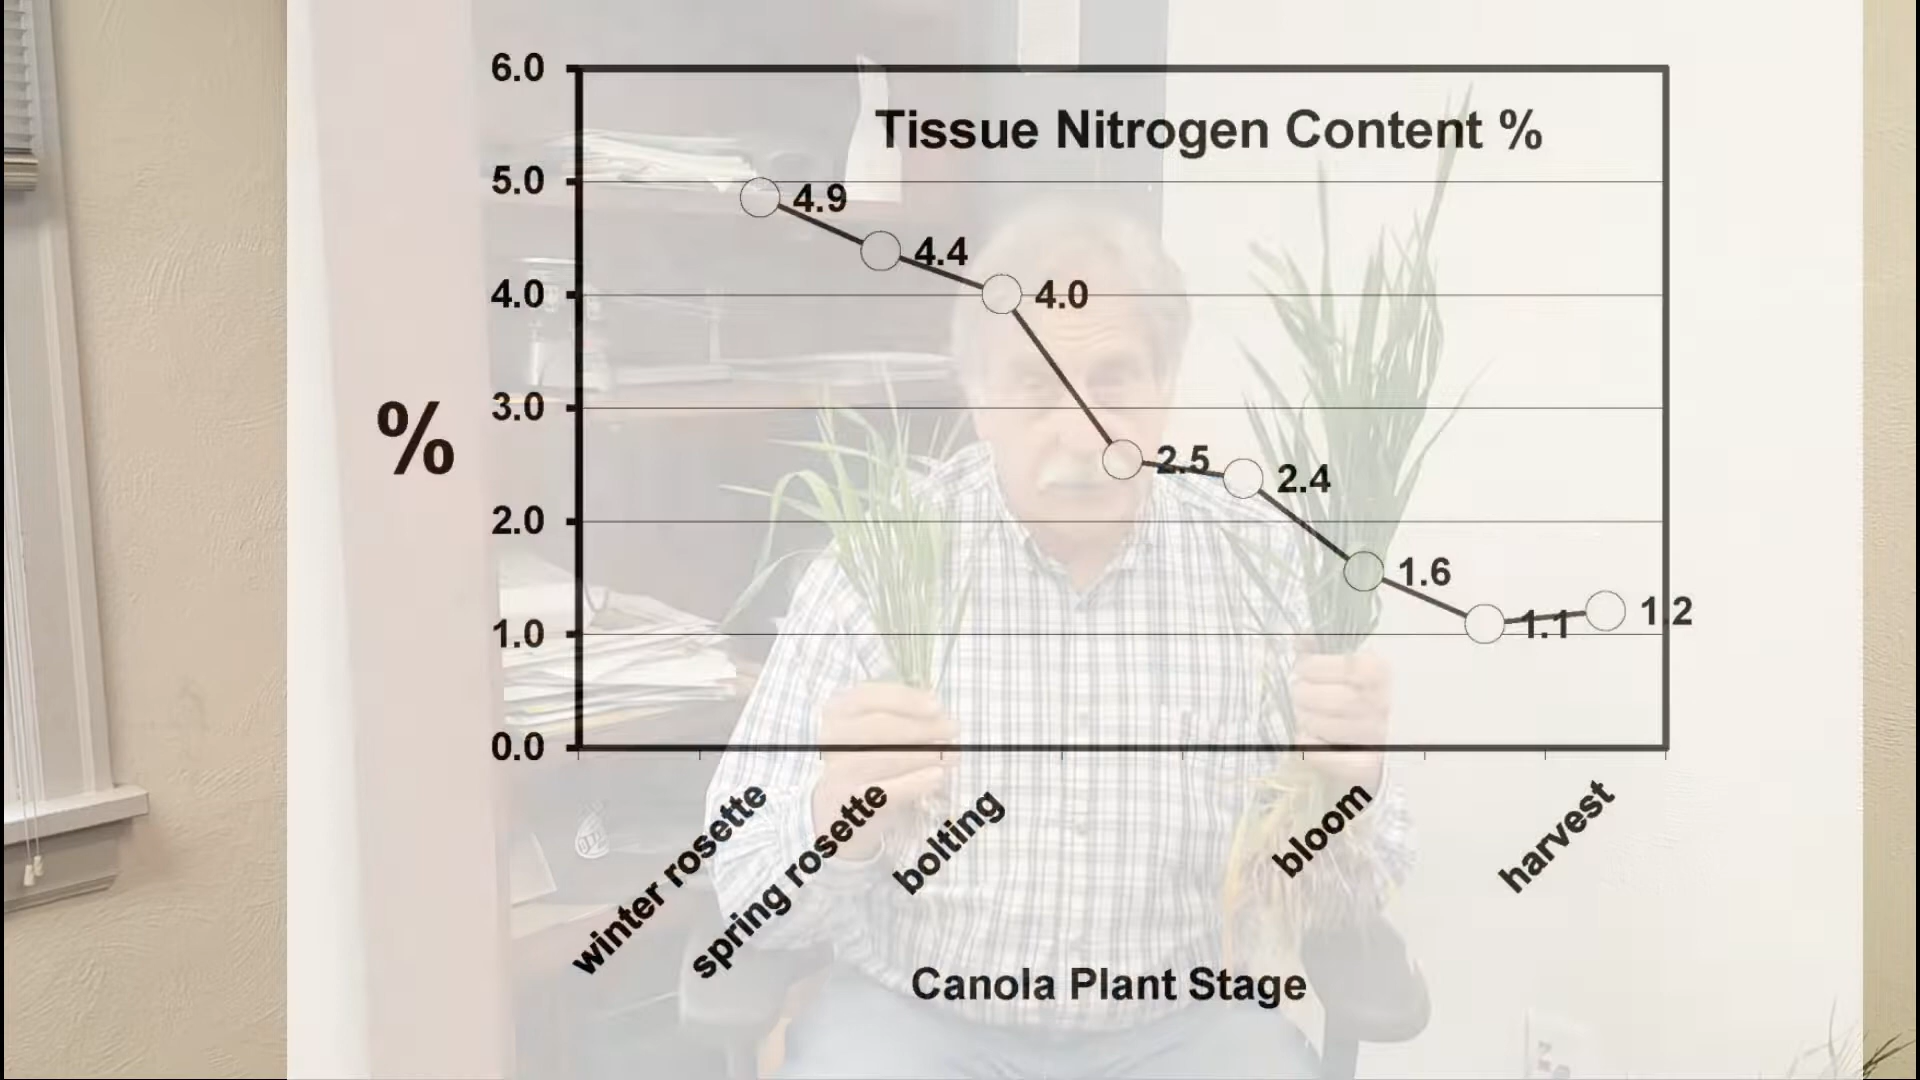 Tissue Nitrogen Content %
6.0
5.0
4.0
3.0
2.0
1.0
0.0
%
4.9
4.4
4.0
2.5
2.4
1.6
1.1
1.2
winter rosette
spring rosette
bolting
bloom
harvest
Canola Plant Stage